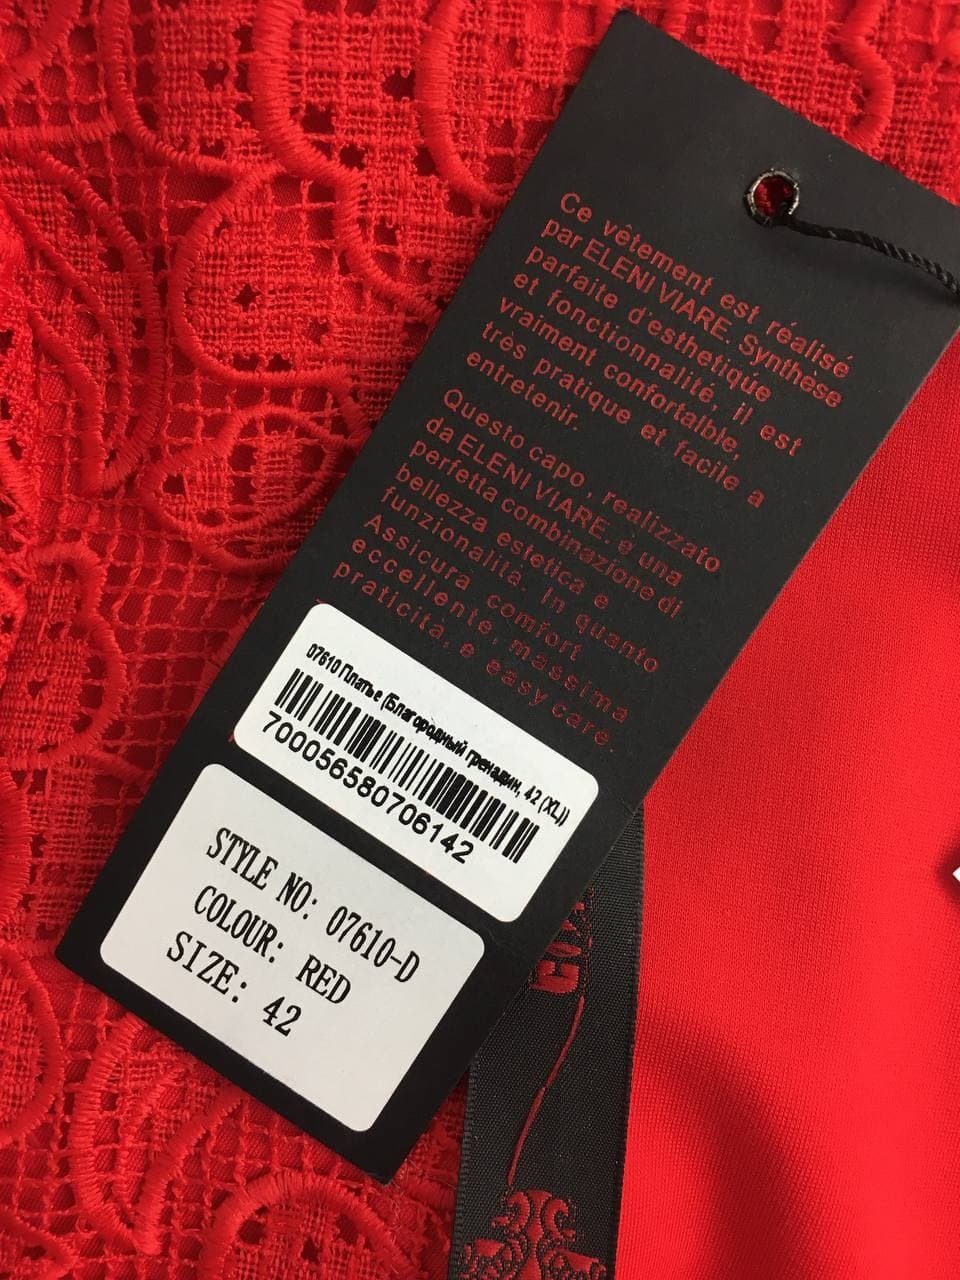 Ce vêtement est réalisé
par ELENI VIARE. Synthese
parfaite d'esthetique
et fonctionnalité, il est
vraiment confortalble,
très pratique et facile a
entretenir.
Questo capo, realizzato
da ELENI VIARE. è una
perfetta combinazione di
bellezza estetica e
funzionalità. In quanto
Assicura comfort
eccellente, massima
praticità, e easy care.
07610 Платье (Благородный гренадин, 42 (XL))
7000565807061 42
STYLE NO: 07610-D
COLOUR: RED
SIZE: 42